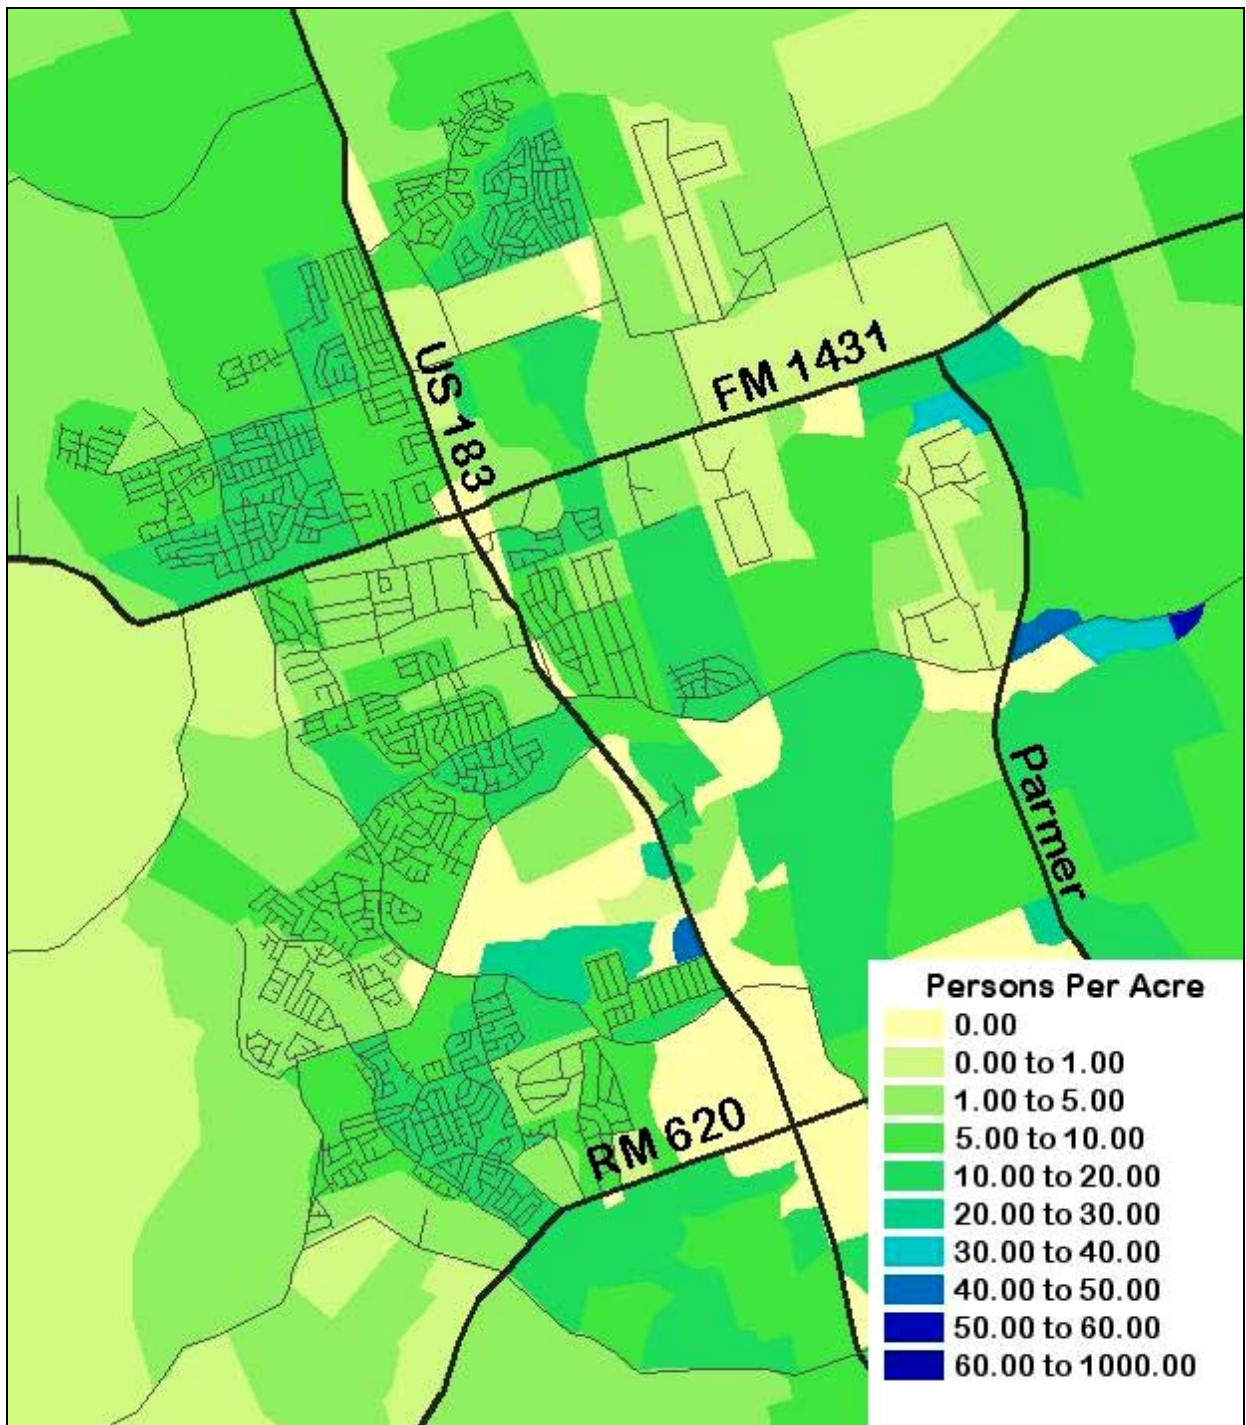 US 183
FM 1431
Parmer
RM 620
Persons Per Acre
0.00
0.00 to 1.00
1.00 to 5.00
5.00 to 10.00
10.00 to 20.00
20.00 to 30.00
30.00 to 40.00
40.00 to 50.00
50.00 to 60.00
60.00 to 1000.00